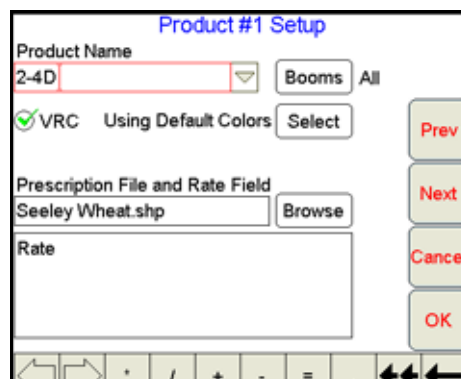 Product #1 Setup
Product Name
2-4D
Booms All
VRC Using Default Colors Select
Prev
Prescription File and Rate Field
Next
Seeley Wheat.shp Browse
Rate
Cance
OK
* / + - =